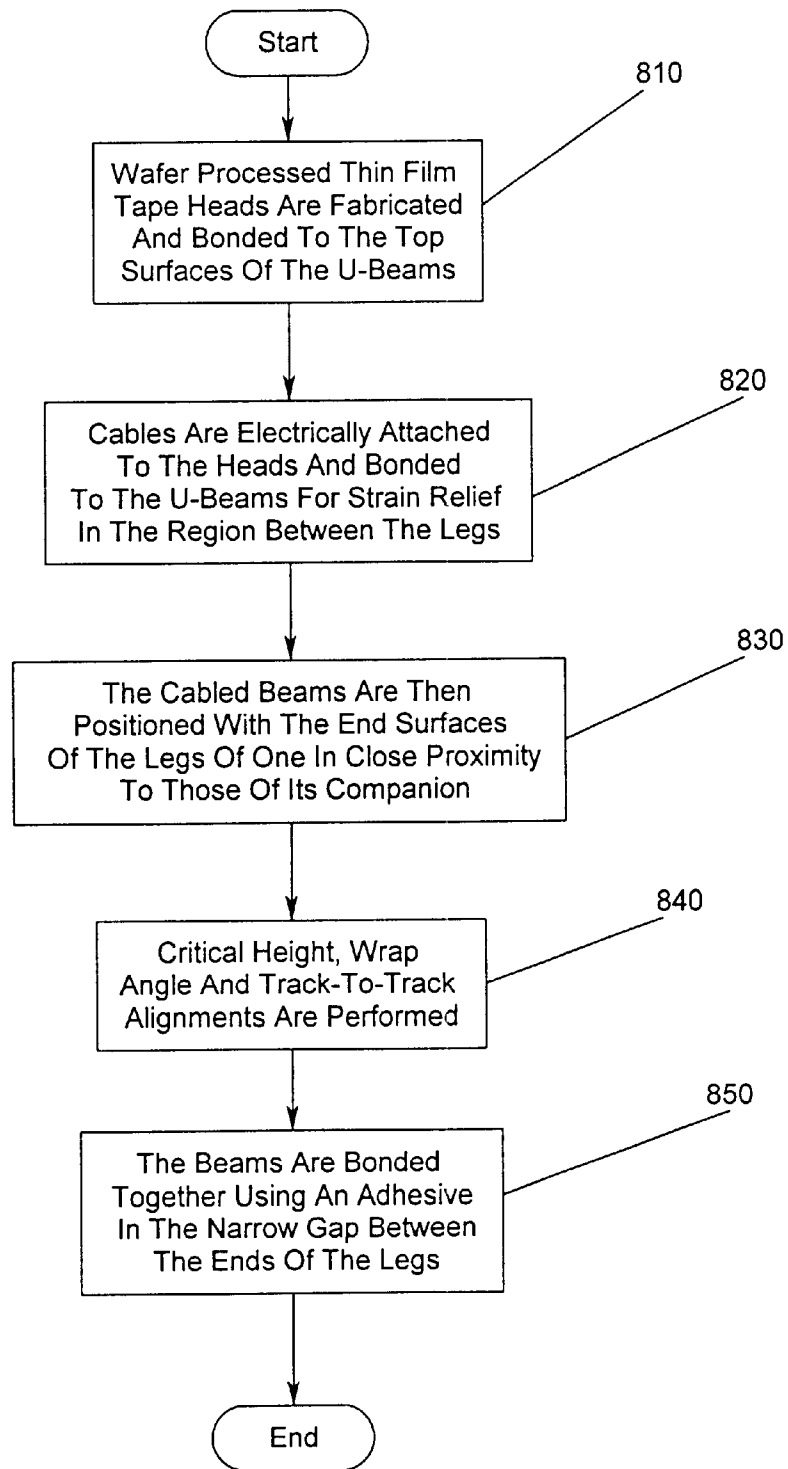 Start
810
Wafer Processed Thin Film
Tape Heads Are Fabricated
And Bonded To The Top
Surfaces Of The U-Beams
820
Cables Are Electrically Attached
To The Heads And Bonded
To The U-Beams For Strain Relief
In The Region Between The Legs
830
The Cabled Beams Are Then
Positioned With The End Surfaces
Of The Legs Of One In Close Proximity
To Those Of Its Companion
840
Critical Height, Wrap
Angle And Track-To-Track
Alignments Are Performed
850
The Beams Are Bonded
Together Using An Adhesive
In The Narrow Gap Between
The Ends Of The Legs
End